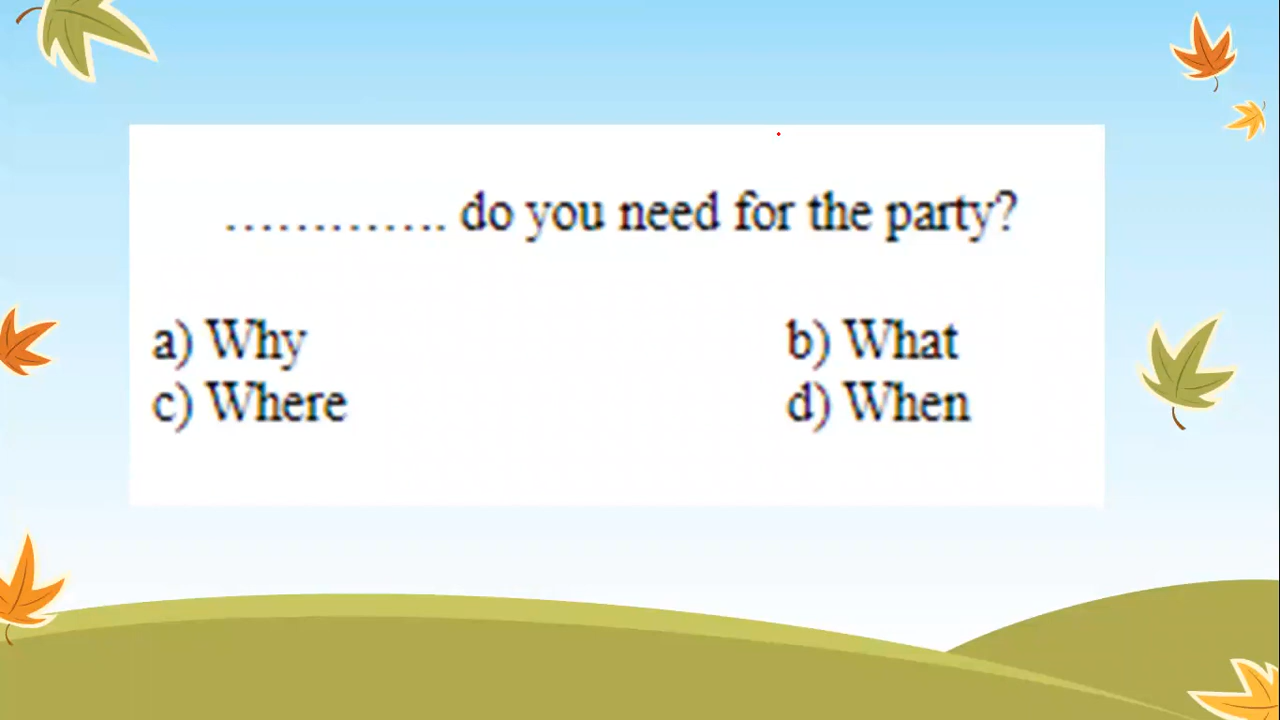 ............. do you need for the party?
a) Why b) What
c) Where d) When